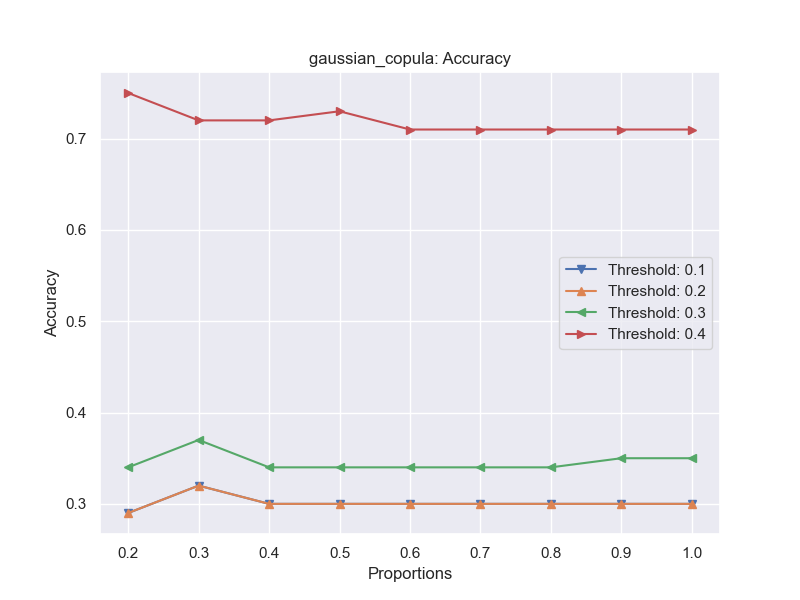 gaussian_copula: Accuracy
0.7
0.6
0.5
0.4
0.3
Accuracy
Threshold: 0.1
Threshold: 0.2
Threshold: 0.3
Threshold: 0.4
0.2 0.3 0.4 0.5 0.6 0.7 0.8 0.9 1.0
Proportions